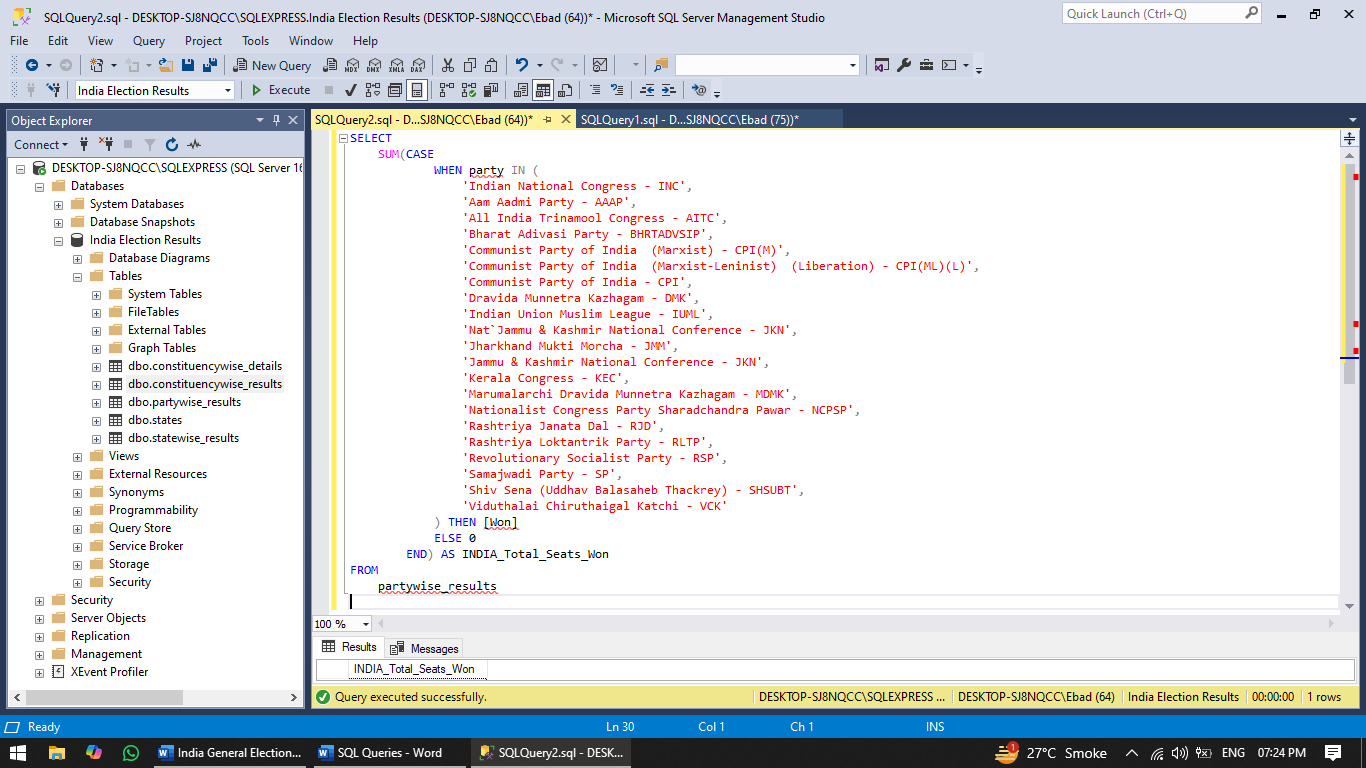 SQLQuery2.sql - DESKTOP-SJ8NQCC\SQLEXPRESS.India Election Results (DESKTOP-SJ8NQCC\Ebad (64))* - Microsoft SQL Server Management Studio
Quick Launch (Ctrl+Q)
File Edit View Query Project Tools Window Help
New Query MDX DMX XMLA DAX
India Election Results Execute
Object Explorer
SQLQuery2.sql - D...SJ8NQCC\Ebad (64))* SQLQuery1.sql - D...SJ8NQCC\Ebad (75))*
Connect
DESKTOP-SJ8NQCC\SQLEXPRESS (SQL Server 16
Databases
System Databases
Database Snapshots
India Election Results
Database Diagrams
Tables
System Tables
FileTables
External Tables
Graph Tables
dbo.constituencywise_details
dbo.constituencywise_results
dbo.partywise_results
dbo.states
dbo.statewise_results
Views
External Resources
Synonyms
Programmability
Query Store
Service Broker
Storage
Security
Security
Server Objects
Replication
Management
XEvent Profiler
SELECT
SUM(CASE
WHEN party IN (
'Indian National Congress - INC',
'Aam Aadmi Party - AAAP',
'All India Trinamool Congress - AITC',
'Bharat Adivasi Party - BHRTADVSIP',
'Communist Party of India  (Marxist) - CPI(M)',
'Communist Party of India  (Marxist-Leninist)  (Liberation) - CPI(ML)(L)',
'Communist Party of India - CPI',
'Dravida Munnetra Kazhagam - DMK',
'Indian Union Muslim League - IUML',
'Nat`Jammu & Kashmir National Conference - JKN',
'Jharkhand Mukti Morcha - JMM',
'Jammu & Kashmir National Conference - JKN',
'Kerala Congress - KEC',
'Marumalarchi Dravida Munnetra Kazhagam - MDMK',
'Nationalist Congress Party Sharadchandra Pawar - NCPSP',
'Rashtriya Janata Dal - RJD',
'Rashtriya Loktantrik Party - RLTP',
'Revolutionary Socialist Party - RSP',
'Samajwadi Party - SP',
'Shiv Sena (Uddhav Balasaheb Thackrey) - SHSUBT',
'Viduthalai Chiruthaigal Katchi - VCK'
) THEN [Won]
ELSE 0
END) AS INDIA_Total_Seats_Won
FROM
partywise_results
100 %
Results Messages
INDIA_Total_Seats_Won
Query executed successfully. DESKTOP-SJ8NQCC\SQLEXPRESS ... DESKTOP-SJ8NQCC\Ebad (64) India Election Results 00:00:00 1 rows
Ready Ln 30 Col 1 Ch 1 INS
India General Election... SQL Queries - Word SQLQuery2.sql - DESK... 1 27°C Smoke ENG 07:24 PM